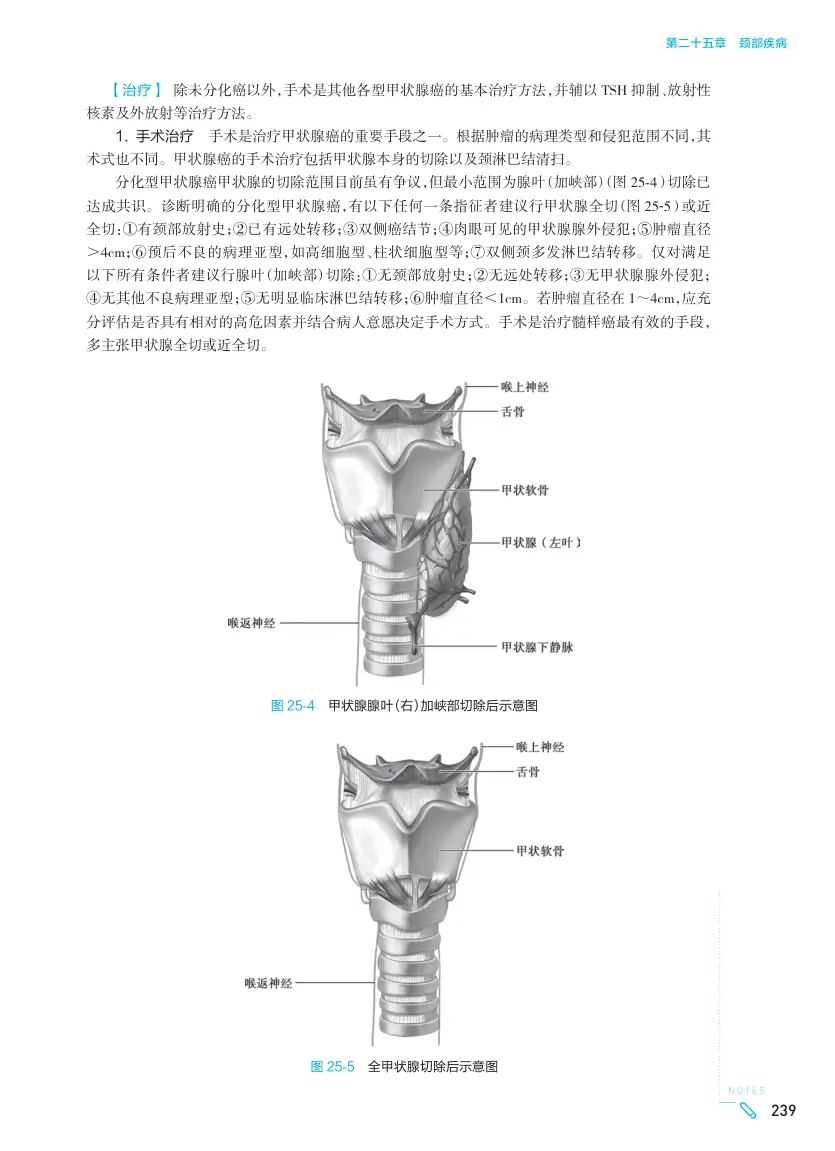 第二十五章 颈部疾病
【治疗】 除未分化癌以外,手术是其他各型甲状腺癌的基本治疗方法,并辅以 TSH 抑制、放射性
核素及外放射等治疗方法。
1. 手术治疗 手术是治疗甲状腺癌的重要手段之一。根据肿瘤的病理类型和侵犯范围不同,其
术式也不同。甲状腺癌的手术治疗包括甲状腺本身的切除以及颈淋巴结清扫。
分化型甲状腺癌甲状腺的切除范围目前虽有争议,但最小范围为腺叶(加峡部)(图 25-4)切除已
达成共识。诊断明确的分化型甲状腺癌,有以下任何一条指征者建议行甲状腺全切(图 25-5)或近
全切:①有颈部放射史;②已有远处转移;③双侧癌结节;④肉眼可见的甲状腺腺外侵犯;⑤肿瘤直径
>4cm;⑥预后不良的病理亚型,如高细胞型、柱状细胞型等;⑦双侧颈多发淋巴结转移。仅对满足
以下所有条件者建议行腺叶(加峡部)切除:①无颈部放射史;②无远处转移;③无甲状腺腺外侵犯;
④无其他不良病理亚型;⑤无明显临床淋巴结转移;⑥肿瘤直径<1cm。若肿瘤直径在 1~4cm,应充
分评估是否具有相对的高危因素并结合病人意愿决定手术方式。手术是治疗髓样癌最有效的手段,
多主张甲状腺全切或近全切。
喉上神经
舌骨
甲状软骨
甲状腺(左叶)
喉返神经
甲状腺下静脉
图 25-4 甲状腺腺叶(右)加峡部切除后示意图
喉上神经
舌骨
甲状软骨
喉返神经
图 25-5 全甲状腺切除后示意图
NOTES
239